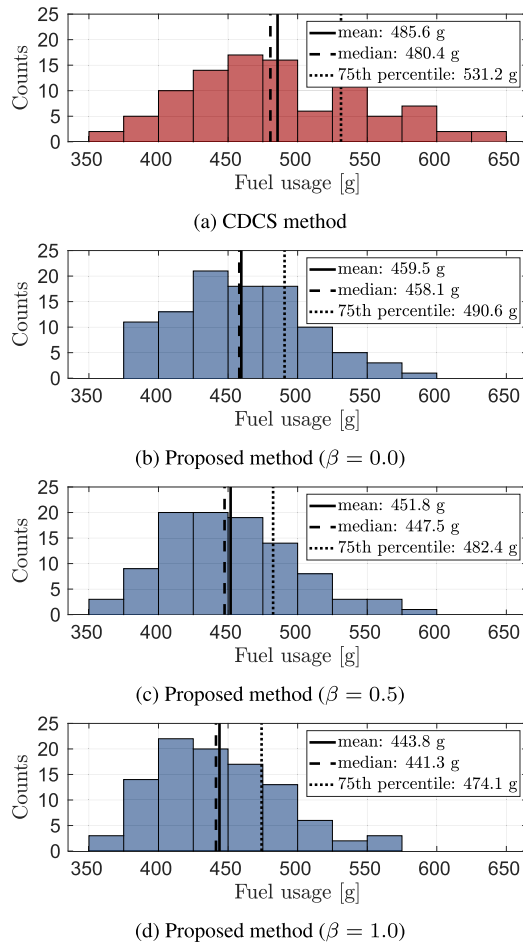 25
20
15
10
5
0
Counts
mean: 485.6 g
median: 480.4 g
75th percentile: 531.2 g
350 400 450 500 550 600 650
Fuel usage [g]
(a) CDCS method
25
20
15
10
5
0
Counts
mean: 459.5 g
median: 458.1 g
75th percentile: 490.6 g
350 400 450 500 550 600 650
Fuel usage [g]
(b) Proposed method (β = 0.0)
25
20
15
10
5
0
Counts
mean: 451.8 g
median: 447.5 g
75th percentile: 482.4 g
350 400 450 500 550 600 650
Fuel usage [g]
(c) Proposed method (β = 0.5)
25
20
15
10
5
0
Counts
mean: 443.8 g
median: 441.3 g
75th percentile: 474.1 g
350 400 450 500 550 600 650
Fuel usage [g]
(d) Proposed method (β = 1.0)